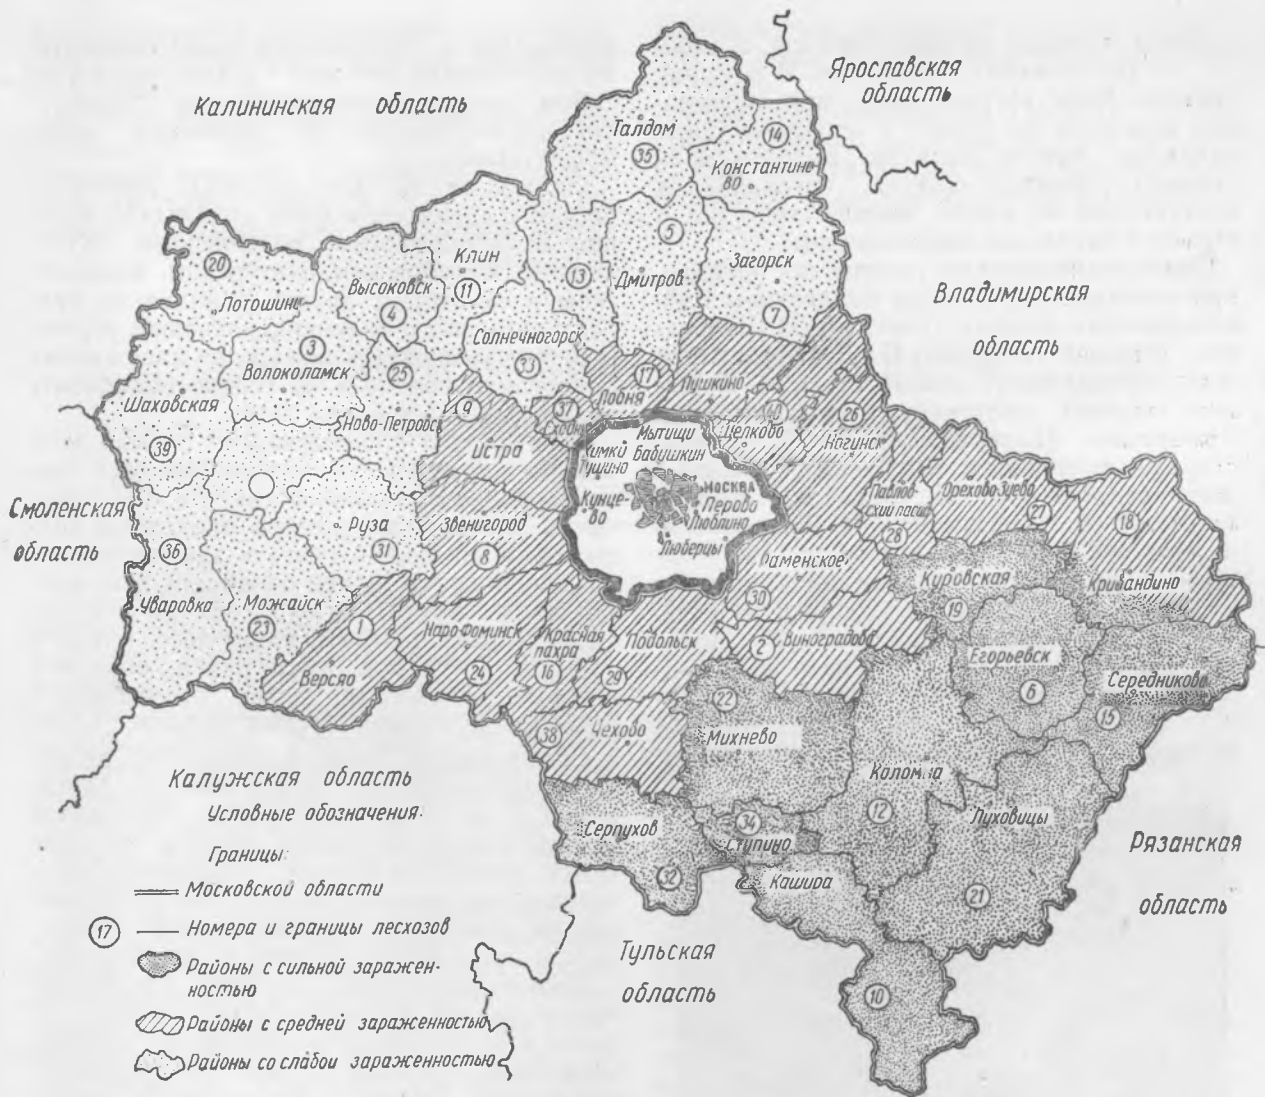 Калининская область
Ярославская
область
Талдом
35
14
Константино-
во
5
Дмитров
Загорск
7
20
Лотошино
Высоковск
4
Клин
11
13
Солнечногорск
33
Владимирская
область
3
Волоколамск
25
Ново-Петровск
Шаховская
39
9
Истра
37
Сходня
17
Лобня
Пушкино
40
Щелково
26
Ногинск
Химки
Тушино
Мытищи
Бабушкин
Кунце-
во
Москва
Перово
Люблино
Люберцы
Смоленская
область
36
Уваровка
Руза
31
Звенигород
8
Можайск
23
1
Верея
Наро-Фоминск
24
Красная
пахра
16
Подольск
29
Раменское
30
2
Виноградово
Павлов-
ский посад
28
Орехово-Зуево
27
18
Кривандино
Куровская
19
Егорьевск
6
Середниково
15
38
Чехово
22
Михнево
Коломна
12
Луховицы
21
Серпухов
32
34
Ступино
Кашира
10
Рязанская
область
Тульская
область
Калужская область
Условные обозначения:
Границы:
Московской области
17
Номера и границы лесхозов
Районы с сильной заражен-
ностью
Районы с средней зараженностью
Районы со слабой зараженностью